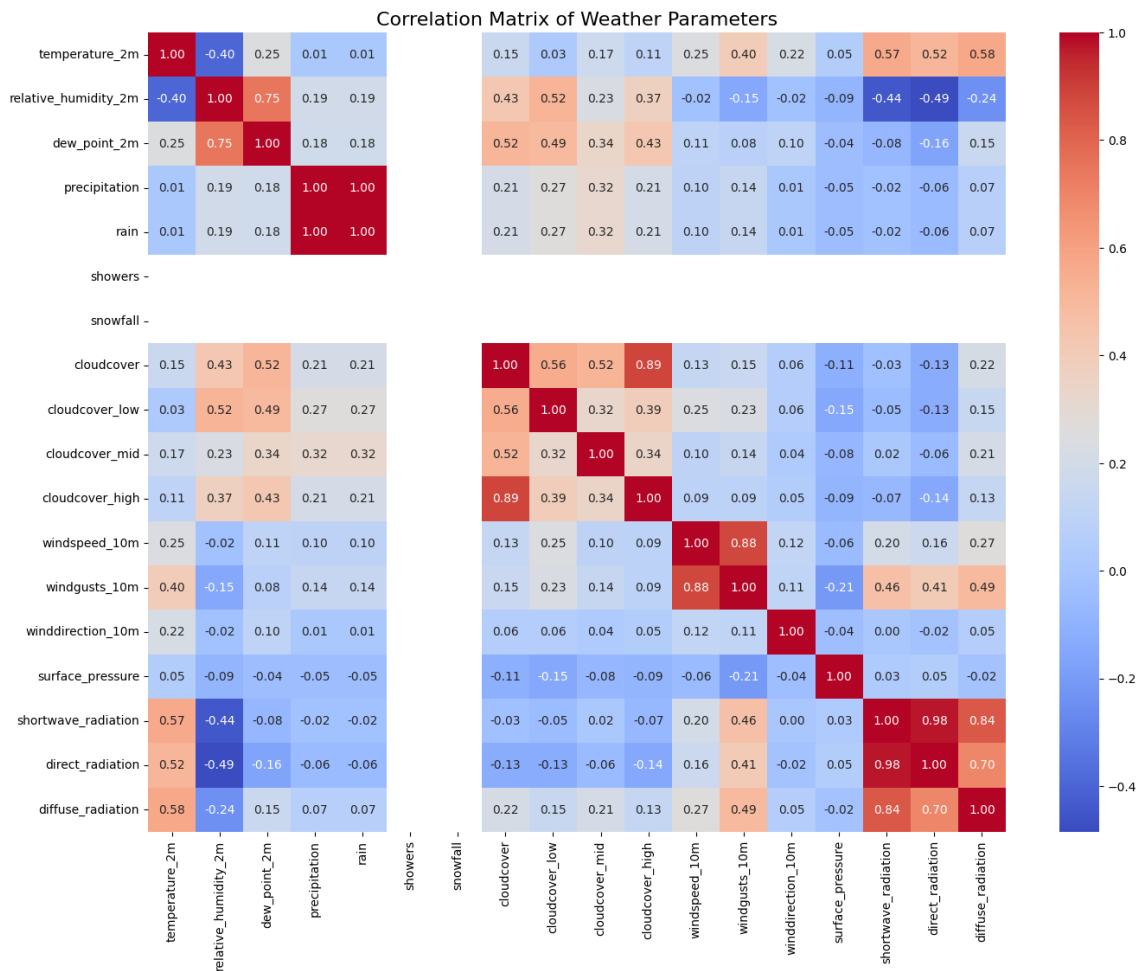 Correlation Matrix of Weather Parameters
temperature_2m 1.00 -0.40 0.25 0.01 0.01 0.15 0.03 0.17 0.11 0.25 0.40 0.22 0.05 0.57 0.52 0.58
relative_humidity_2m -0.40 1.00 0.75 0.19 0.19 0.43 0.52 0.23 0.37 -0.02 -0.15 -0.02 -0.09 -0.44 -0.49 -0.24
dew_point_2m 0.25 0.75 1.00 0.18 0.18 0.52 0.49 0.34 0.43 0.11 0.08 0.10 -0.04 -0.08 -0.16 0.15
precipitation 0.01 0.19 0.18 1.00 1.00 0.21 0.27 0.32 0.21 0.10 0.14 0.01 -0.05 -0.02 -0.06 0.07
rain 0.01 0.19 0.18 1.00 1.00 0.21 0.27 0.32 0.21 0.10 0.14 0.01 -0.05 -0.02 -0.06 0.07
showers
snowfall
cloudcover 0.15 0.43 0.52 0.21 0.21 1.00 0.56 0.52 0.89 0.13 0.15 0.06 -0.11 -0.03 -0.13 0.22
cloudcover_low 0.03 0.52 0.49 0.27 0.27 0.56 1.00 0.32 0.39 0.25 0.23 0.06 -0.15 -0.05 -0.13 0.15
cloudcover_mid 0.17 0.23 0.34 0.32 0.32 0.52 0.32 1.00 0.34 0.10 0.14 0.04 -0.08 0.02 -0.06 0.21
cloudcover_high 0.11 0.37 0.43 0.21 0.21 0.89 0.39 0.34 1.00 0.09 0.09 0.05 -0.09 -0.07 -0.14 0.13
windspeed_10m 0.25 -0.02 0.11 0.10 0.10 0.13 0.25 0.10 0.09 1.00 0.88 0.12 -0.06 0.20 0.16 0.27
windgusts_10m 0.40 -0.15 0.08 0.14 0.14 0.15 0.23 0.14 0.09 0.88 1.00 0.11 -0.21 0.46 0.41 0.49
winddirection_10m 0.22 -0.02 0.10 0.01 0.01 0.06 0.06 0.04 0.05 0.12 0.11 1.00 -0.04 0.00 -0.02 0.05
surface_pressure 0.05 -0.09 -0.04 -0.05 -0.05 -0.11 -0.15 -0.08 -0.09 -0.06 -0.21 -0.04 1.00 0.03 0.05 -0.02
shortwave_radiation 0.57 -0.44 -0.08 -0.02 -0.02 -0.03 -0.05 0.02 -0.07 0.20 0.46 0.00 0.03 1.00 0.98 0.84
direct_radiation 0.52 -0.49 -0.16 -0.06 -0.06 -0.13 -0.13 -0.06 -0.14 0.16 0.41 -0.02 0.05 0.98 1.00 0.70
diffuse_radiation 0.58 -0.24 0.15 0.07 0.07 0.22 0.15 0.21 0.13 0.27 0.49 0.05 -0.02 0.84 0.70 1.00
temperature_2m
relative_humidity_2m
dew_point_2m
precipitation
rain
showers
snowfall
cloudcover
cloudcover_low
cloudcover_mid
cloudcover_high
windspeed_10m
windgusts_10m
winddirection_10m
surface_pressure
shortwave_radiation
direct_radiation
diffuse_radiation
1.0
0.8
0.6
0.4
0.2
0.0
−0.2
−0.4